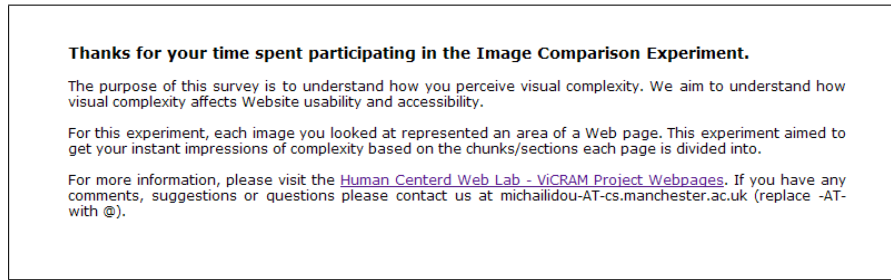 Thanks for your time spent participating in the Image Comparison Experiment.
The purpose of this survey is to understand how you perceive visual complexity. We aim to understand how
visual complexity affects Website usability and accessibility.
For this experiment, each image you looked at represented an area of a Web page. This experiment aimed to
get your instant impressions of complexity based on the chunks/sections each page is divided into.
For more information, please visit the Human Centerd Web Lab - ViCRAM Project Webpages. If you have any
comments, suggestions or questions please contact us at michailidou-AT-cs.manchester.ac.uk (replace -AT-
with @).